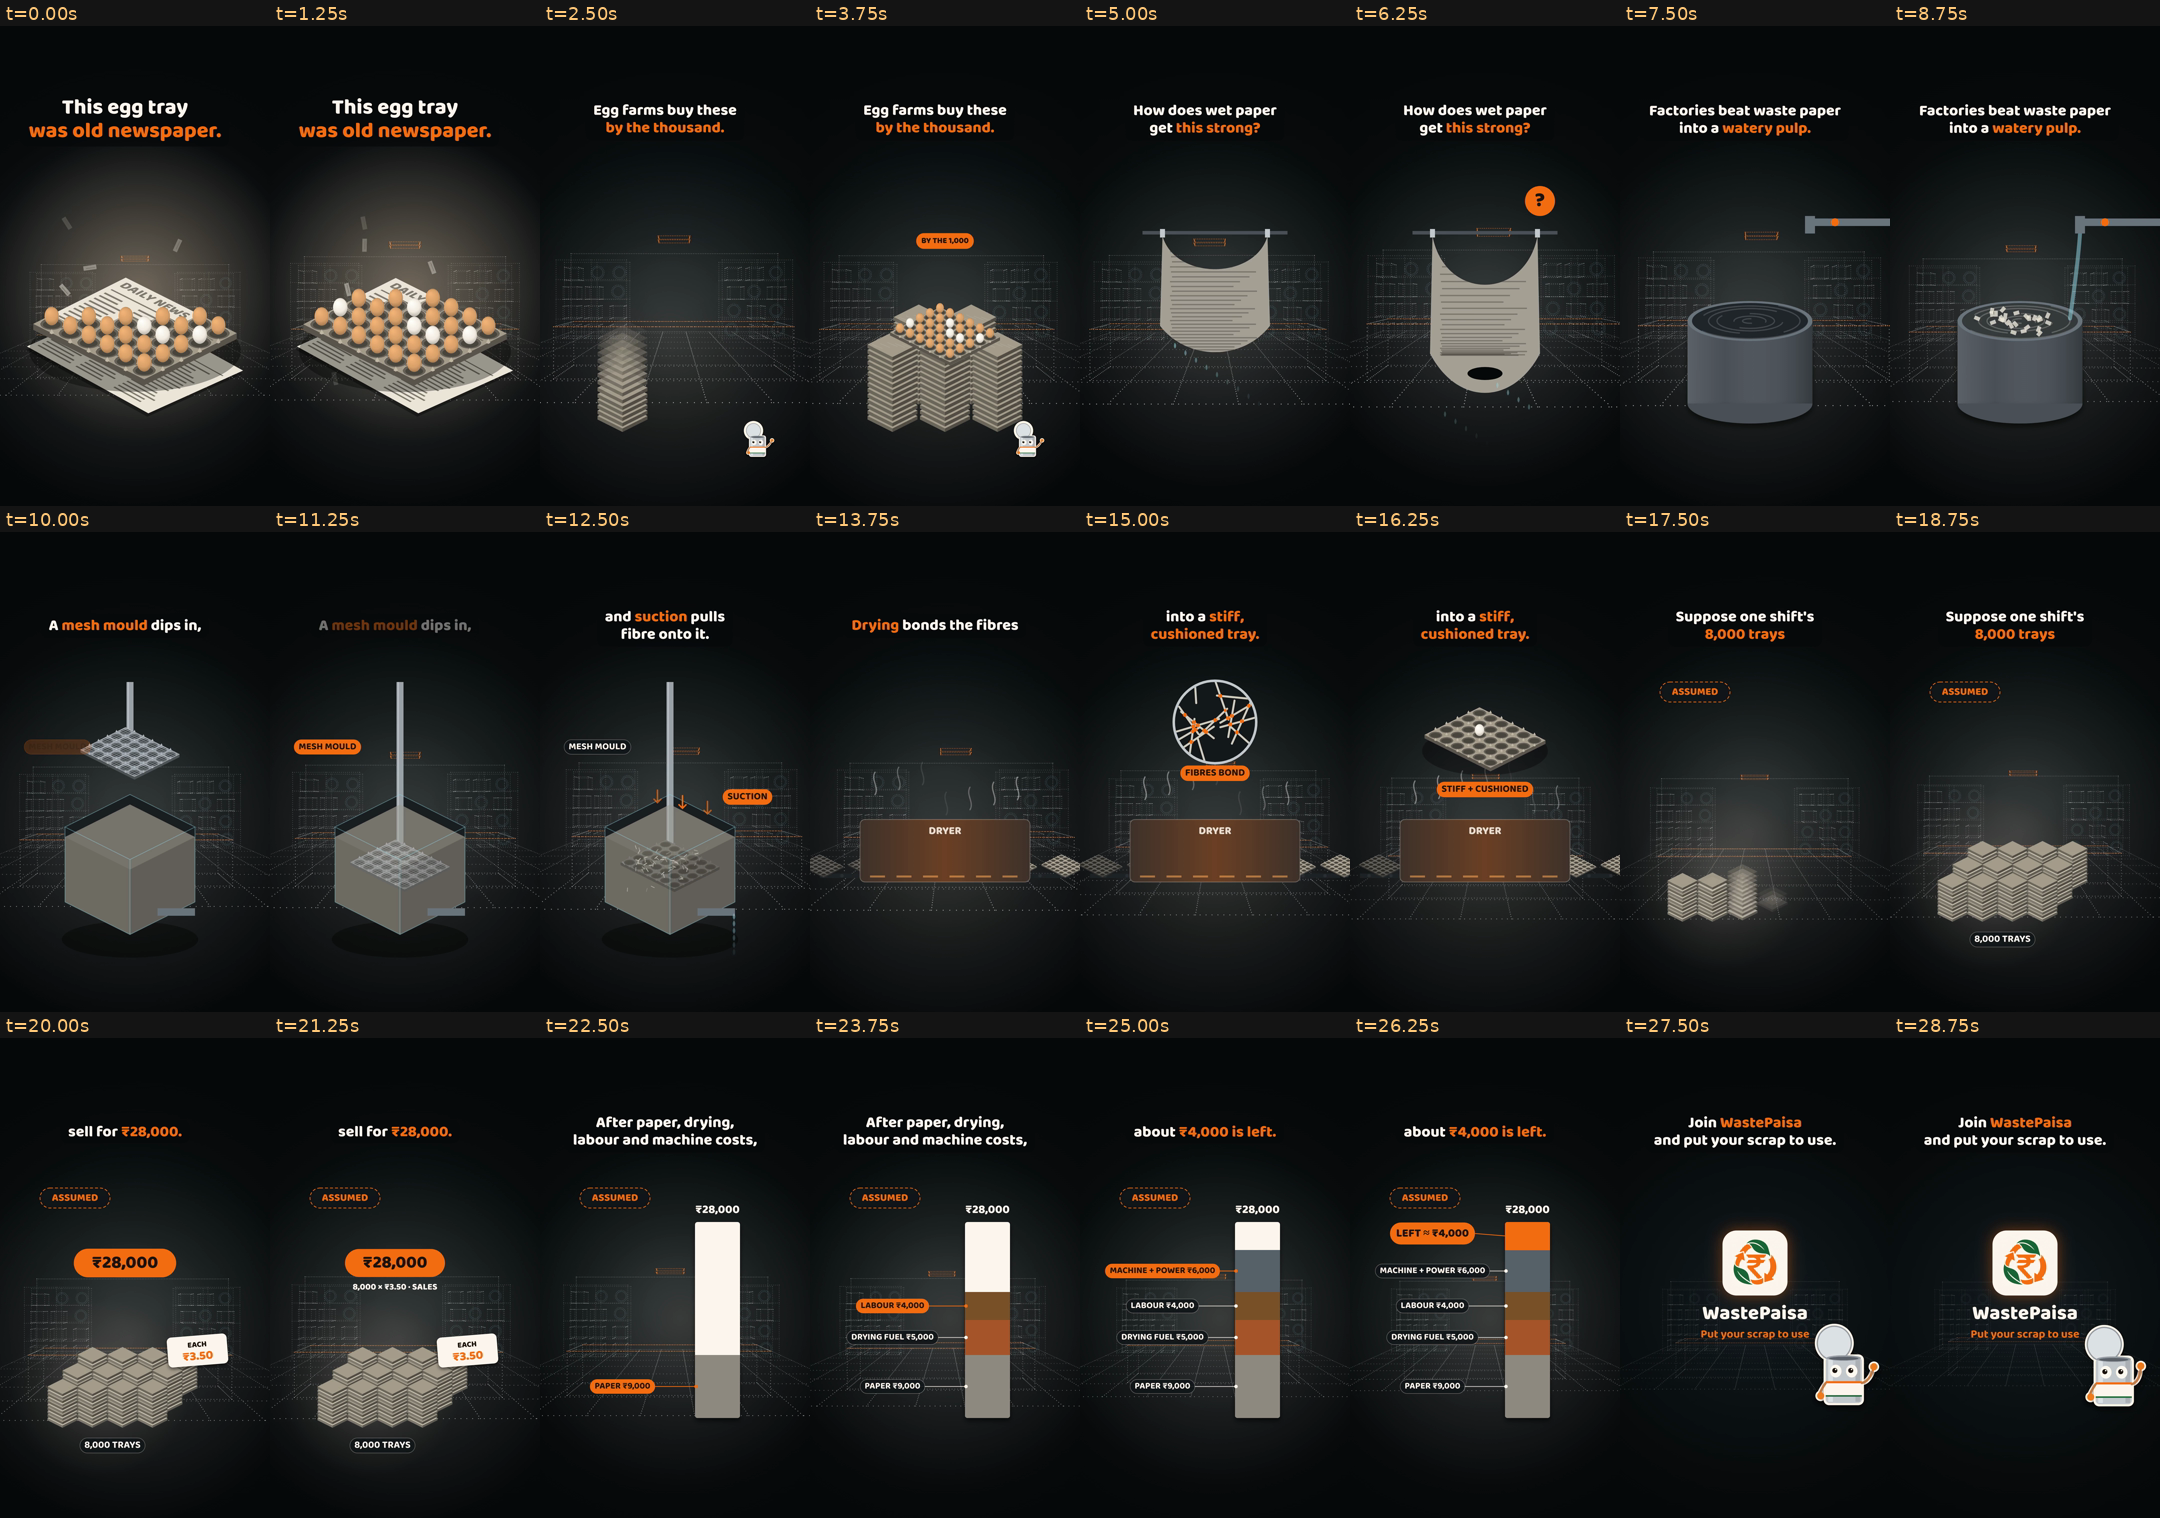 t=0.00s
t=1.25s
t=2.50s
t=3.75s
t=5.00s
t=6.25s
t=7.50s
t=8.75s
This egg tray
was old newspaper.
DAILY NEWS
This egg tray
was old newspaper.
DAILY
Egg farms buy these
by the thousand.
Egg farms buy these
by the thousand.
BY THE 1,000
How does wet paper
get this strong?
How does wet paper
get this strong?
?
Factories beat waste paper
into a watery pulp.
Factories beat waste paper
into a watery pulp.
t=10.00s
t=11.25s
t=12.50s
t=13.75s
t=15.00s
t=16.25s
t=17.50s
t=18.75s
A mesh mould dips in,
A mesh mould dips in,
MESH MOULD
and suction pulls
fibre onto it.
MESH MOULD
SUCTION
Drying bonds the fibres
DRYER
into a stiff,
cushioned tray.
FIBRES BOND
DRYER
into a stiff,
cushioned tray.
STIFF + CUSHIONED
DRYER
Suppose one shift's
8,000 trays
ASSUMED
Suppose one shift's
8,000 trays
ASSUMED
8,000 TRAYS
t=20.00s
t=21.25s
t=22.50s
t=23.75s
t=25.00s
t=26.25s
t=27.50s
t=28.75s
sell for ₹28,000.
ASSUMED
₹28,000
EACH
₹3.50
8,000 TRAYS
sell for ₹28,000.
ASSUMED
₹28,000
8,000 × ₹3.50 · SALES
EACH
₹3.50
8,000 TRAYS
After paper, drying,
labour and machine costs,
ASSUMED
₹28,000
PAPER ₹9,000
After paper, drying,
labour and machine costs,
ASSUMED
₹28,000
LABOUR ₹4,000
DRYING FUEL ₹5,000
PAPER ₹9,000
about ₹4,000 is left.
ASSUMED
₹28,000
MACHINE + POWER ₹6,000
LABOUR ₹4,000
DRYING FUEL ₹5,000
PAPER ₹9,000
about ₹4,000 is left.
ASSUMED
₹28,000
LEFT ≈ ₹4,000
MACHINE + POWER ₹6,000
LABOUR ₹4,000
DRYING FUEL ₹5,000
PAPER ₹9,000
Join WastePaisa
and put your scrap to use.
₹
WastePaisa
Put your scrap to use
Join WastePaisa
and put your scrap to use.
₹
WastePaisa
Put your scrap to use